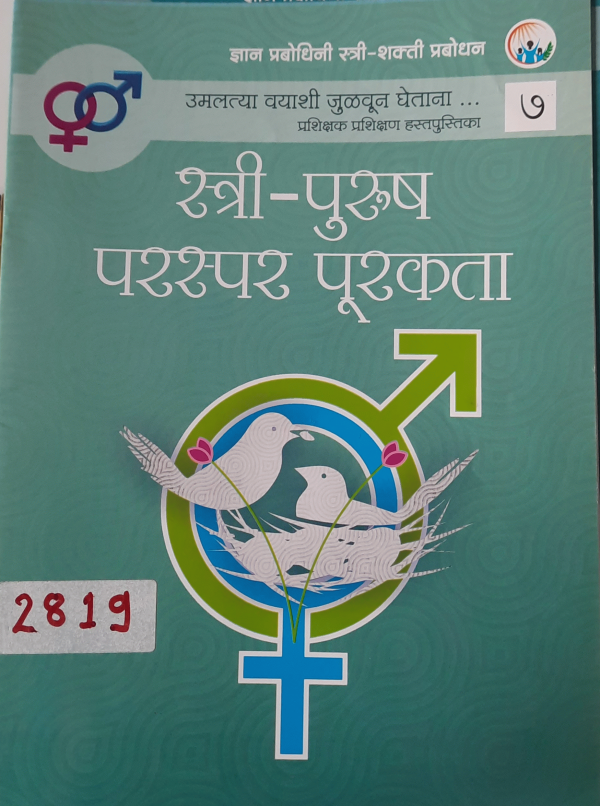 ज्ञान प्रबोधिनी स्त्री-शक्ती प्रबोधन
उमलत्या वयाशी जुळवून घेताना ...
७
प्रशिक्षक प्रशिक्षण हस्तपुस्तिका
स्त्री-पुरुष
परस्पर पूरकता
2819